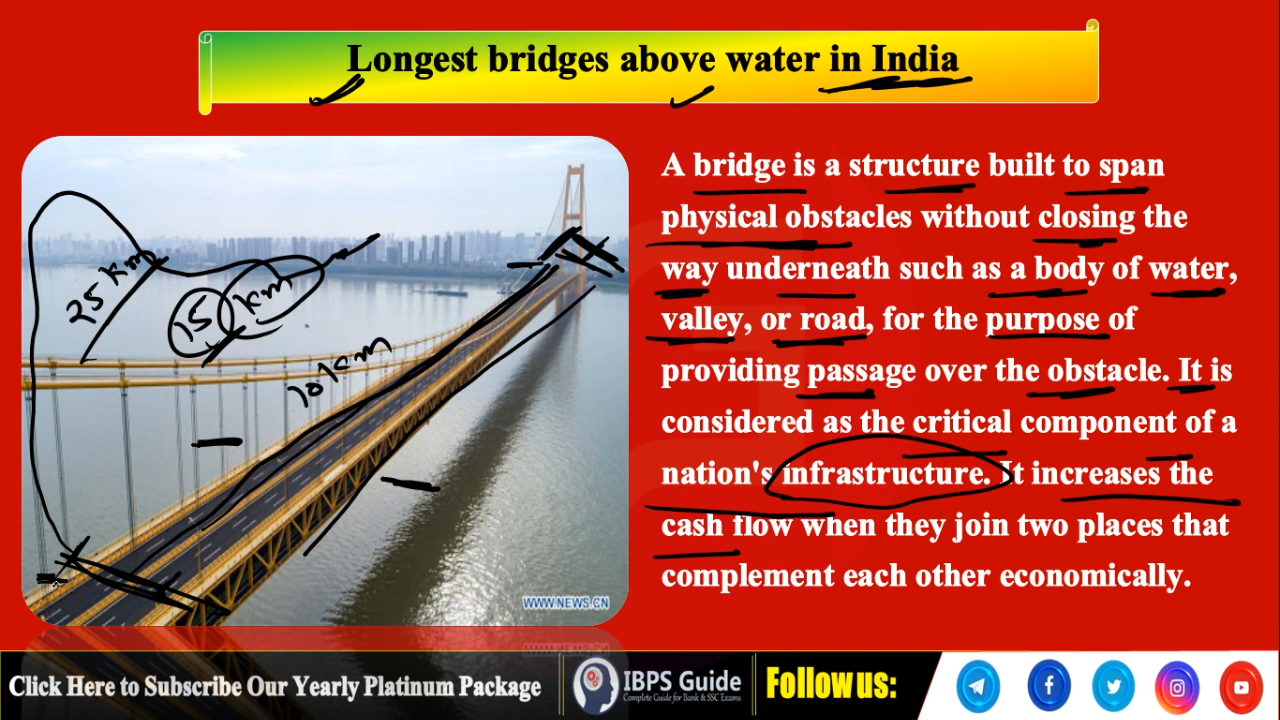 Longest bridges above water in India
A bridge is a structure built to span
physical obstacles without closing the
way underneath such as a body of water,
valley, or road, for the purpose of
providing passage over the obstacle. It is
considered as the critical component of a
nation's infrastructure. It increases the
cash flow when they join two places that
complement each other economically.
25 km
15 km
10 km
WWW.NEWS.CN
Click Here to Subscribe Our Yearly Platinum Package
IBPS Guide
Complete Guide for Bank & SSC Exams
Follow us: